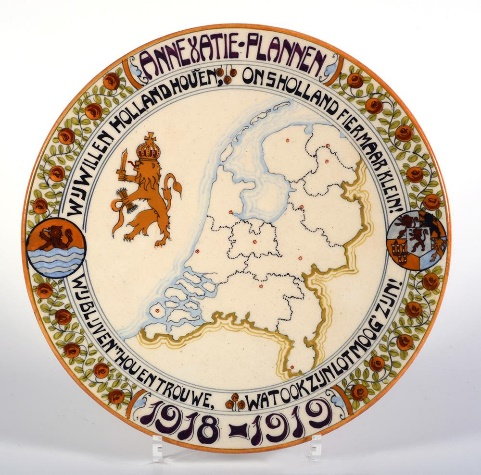 ANNEXATIE-PLANNEN.
WIJ WILLEN HOLLAND HOUEN, ONS HOLLAND FIER MAAR KLEIN!
WIJ BLIJVEN "HOU EN TROUWE, WAT OOK ZIJN LOT MOOG' ZIJN!
1918-1919